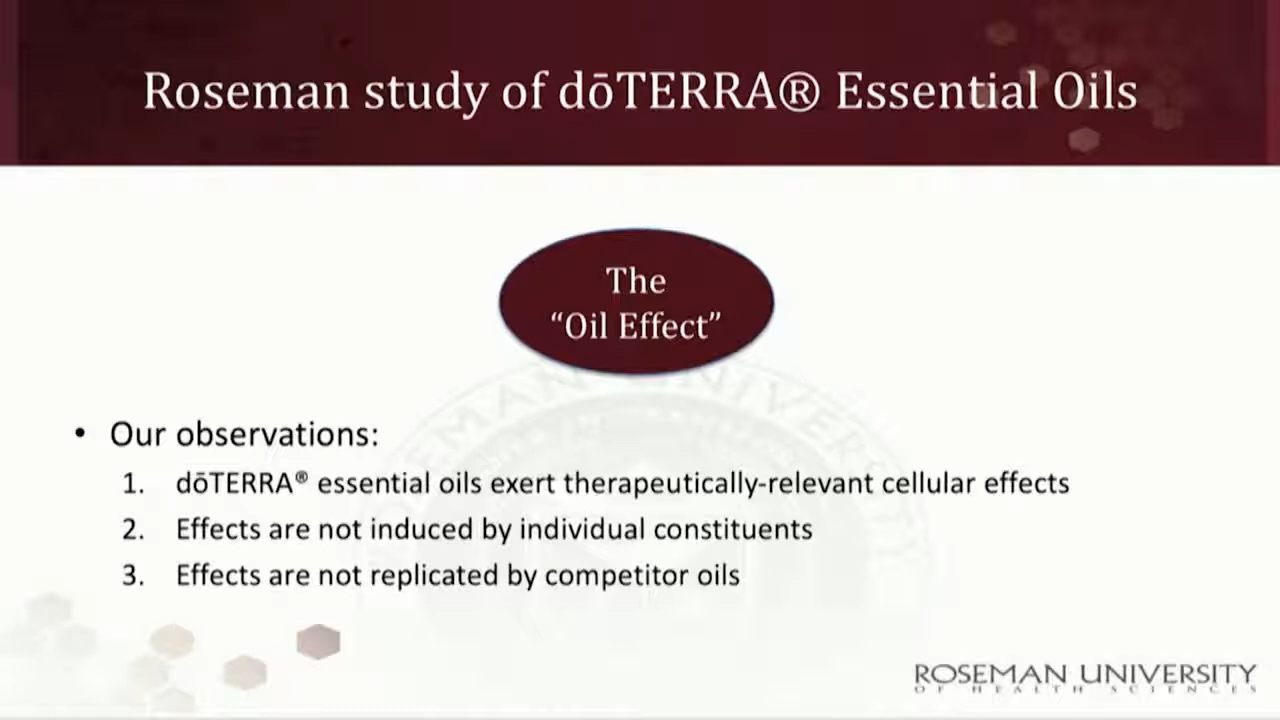 Roseman study of dōTERRA® Essential Oils
The
“Oil Effect”
• Our observations:
1. dōTERRA® essential oils exert therapeutically-relevant cellular effects
2. Effects are not induced by individual constituents
3. Effects are not replicated by competitor oils
ROSEMAN UNIVERSITY
OF HEALTH SCIENCES
ROSEMAN UNIVERSITY